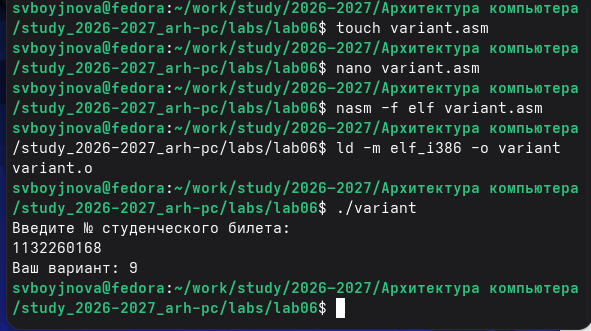 svboyjnova@fedora:~/work/study/2026-2027/Архитектура компьютера
/study_2026-2027_arh-pc/labs/lab06$ touch variant.asm
svboyjnova@fedora:~/work/study/2026-2027/Архитектура компьютера
/study_2026-2027_arh-pc/labs/lab06$ nano variant.asm
svboyjnova@fedora:~/work/study/2026-2027/Архитектура компьютера
/study_2026-2027_arh-pc/labs/lab06$ nasm -f elf variant.asm
svboyjnova@fedora:~/work/study/2026-2027/Архитектура компьютера
/study_2026-2027_arh-pc/labs/lab06$ ld -m elf_i386 -o variant
variant.o
svboyjnova@fedora:~/work/study/2026-2027/Архитектура компьютера
/study_2026-2027_arh-pc/labs/lab06$ ./variant
Введите № студенческого билета:
1132260168
Ваш вариант: 9
svboyjnova@fedora:~/work/study/2026-2027/Архитектура компьютера
/study_2026-2027_arh-pc/labs/lab06$